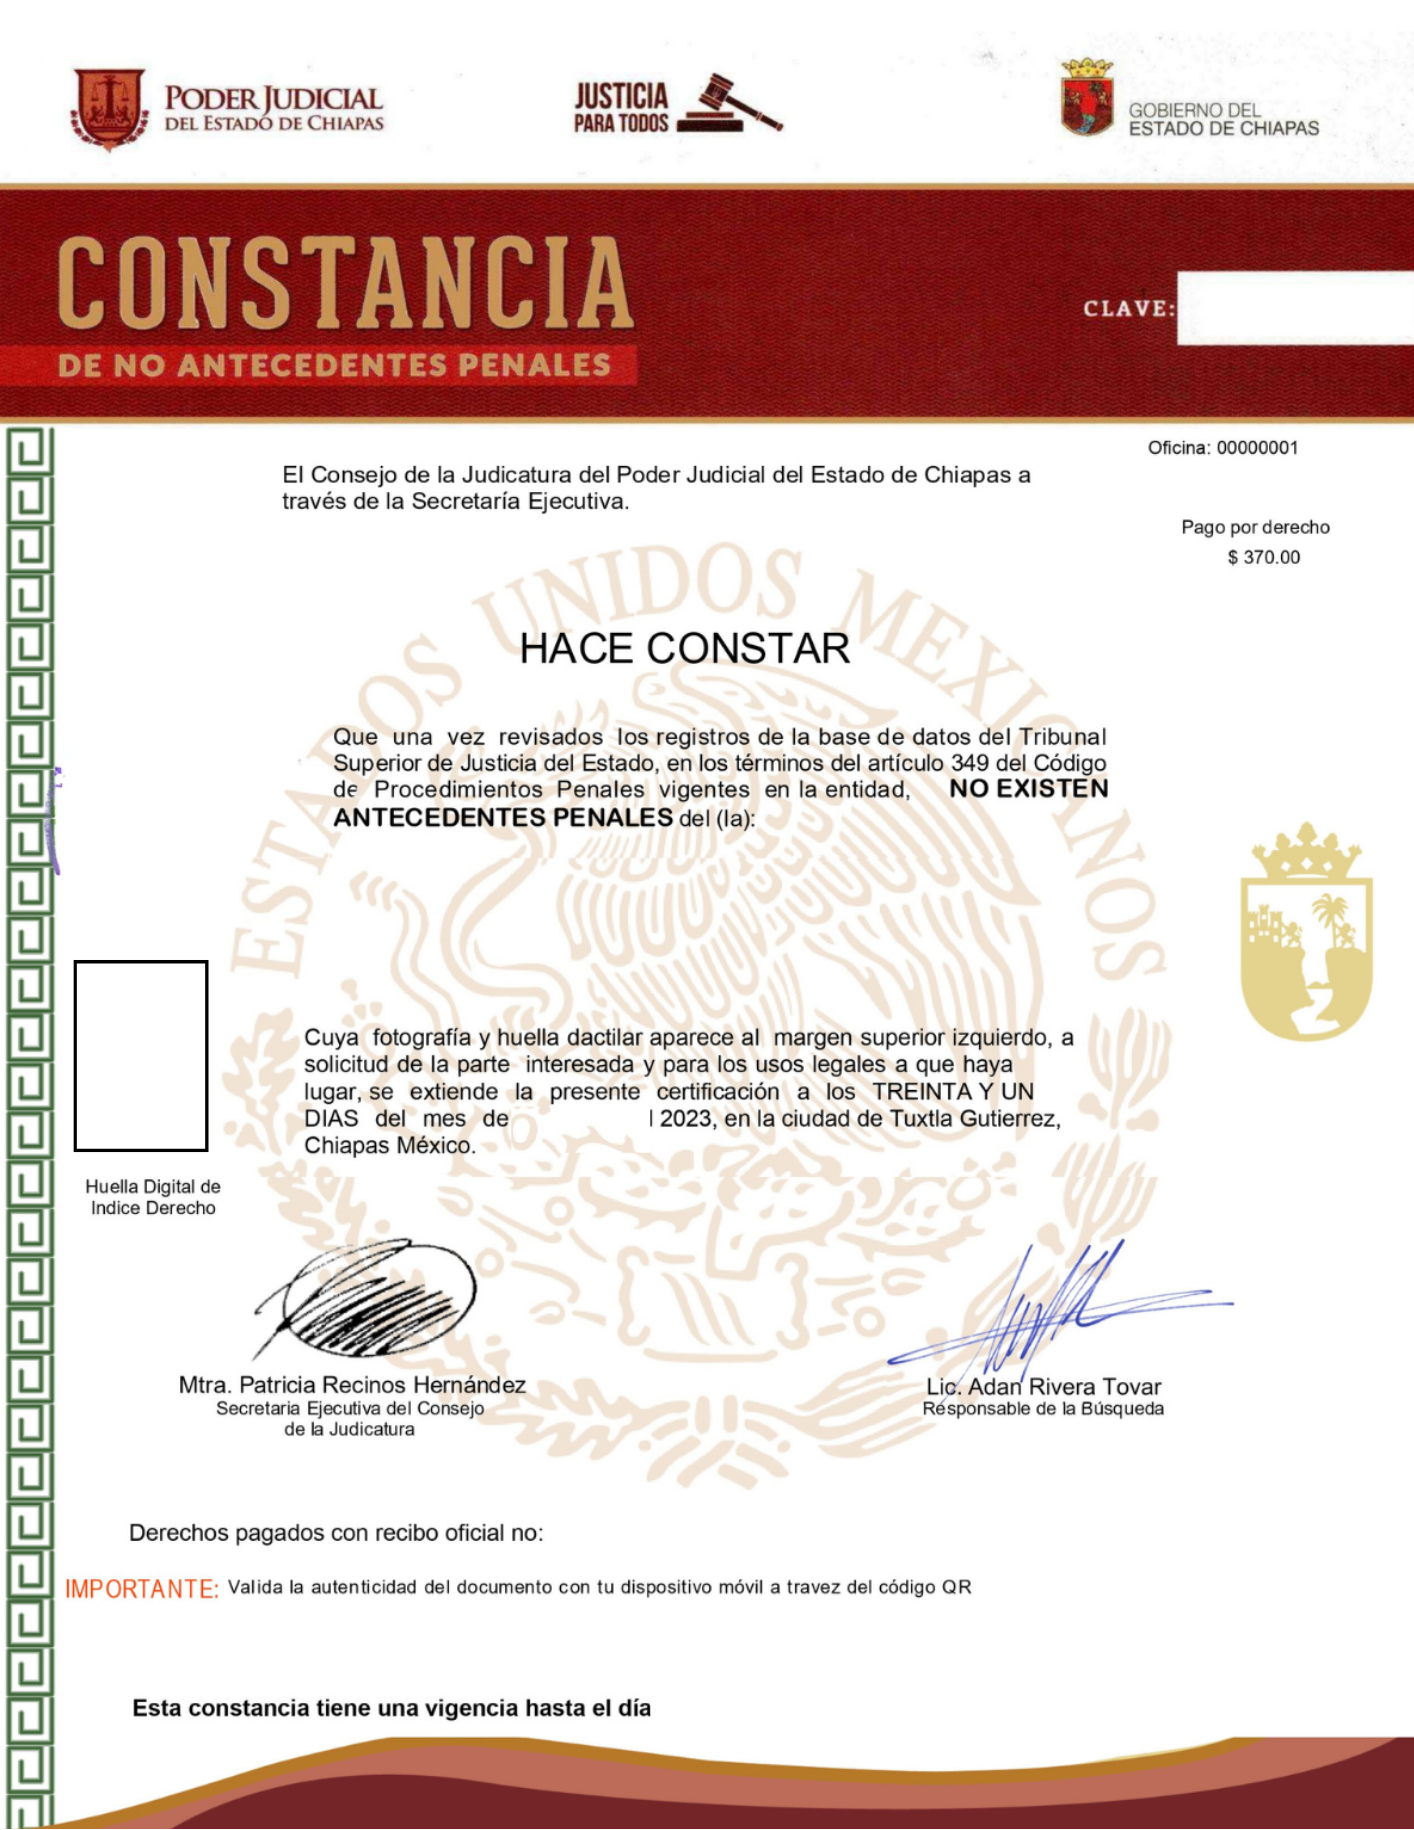 PODER JUDICIAL
DEL ESTADO DE CHIAPAS
JUSTICIA
PARA TODOS
GOBIERNO DEL
ESTADO DE CHIAPAS
CONSTANCIA
DE NO ANTECEDENTES PENALES
CLAVE:
Oficina: 00000001
El Consejo de la Judicatura del Poder Judicial del Estado de Chiapas a
través de la Secretaría Ejecutiva.
Pago por derecho
$ 370.00
ESTADOS UNIDOS MEXICANOS
HACE CONSTAR
Que una vez revisados los registros de la base de datos del Tribunal
Superior de Justicia del Estado, en los términos del artículo 349 del Código
de Procedimientos Penales vigentes en la entidad, NO EXISTEN
ANTECEDENTES PENALES del (la):
Cuya fotografía y huella dactilar aparece al margen superior izquierdo, a
solicitud de la parte interesada y para los usos legales a que haya
lugar, se extiende la presente certificación a los TREINTA Y UN
DIAS del mes de l 2023, en la ciudad de Tuxtla Gutierrez,
Chiapas México.
Huella Digital de
Indice Derecho
Mtra. Patricia Recinos Hernández
Secretaria Ejecutiva del Consejo
de la Judicatura
Lic. Adan Rivera Tovar
Responsable de la Búsqueda
Derechos pagados con recibo oficial no:
IMPORTANTE: Valida la autenticidad del documento con tu dispositivo móvil a travez del código QR
Esta constancia tiene una vigencia hasta el día